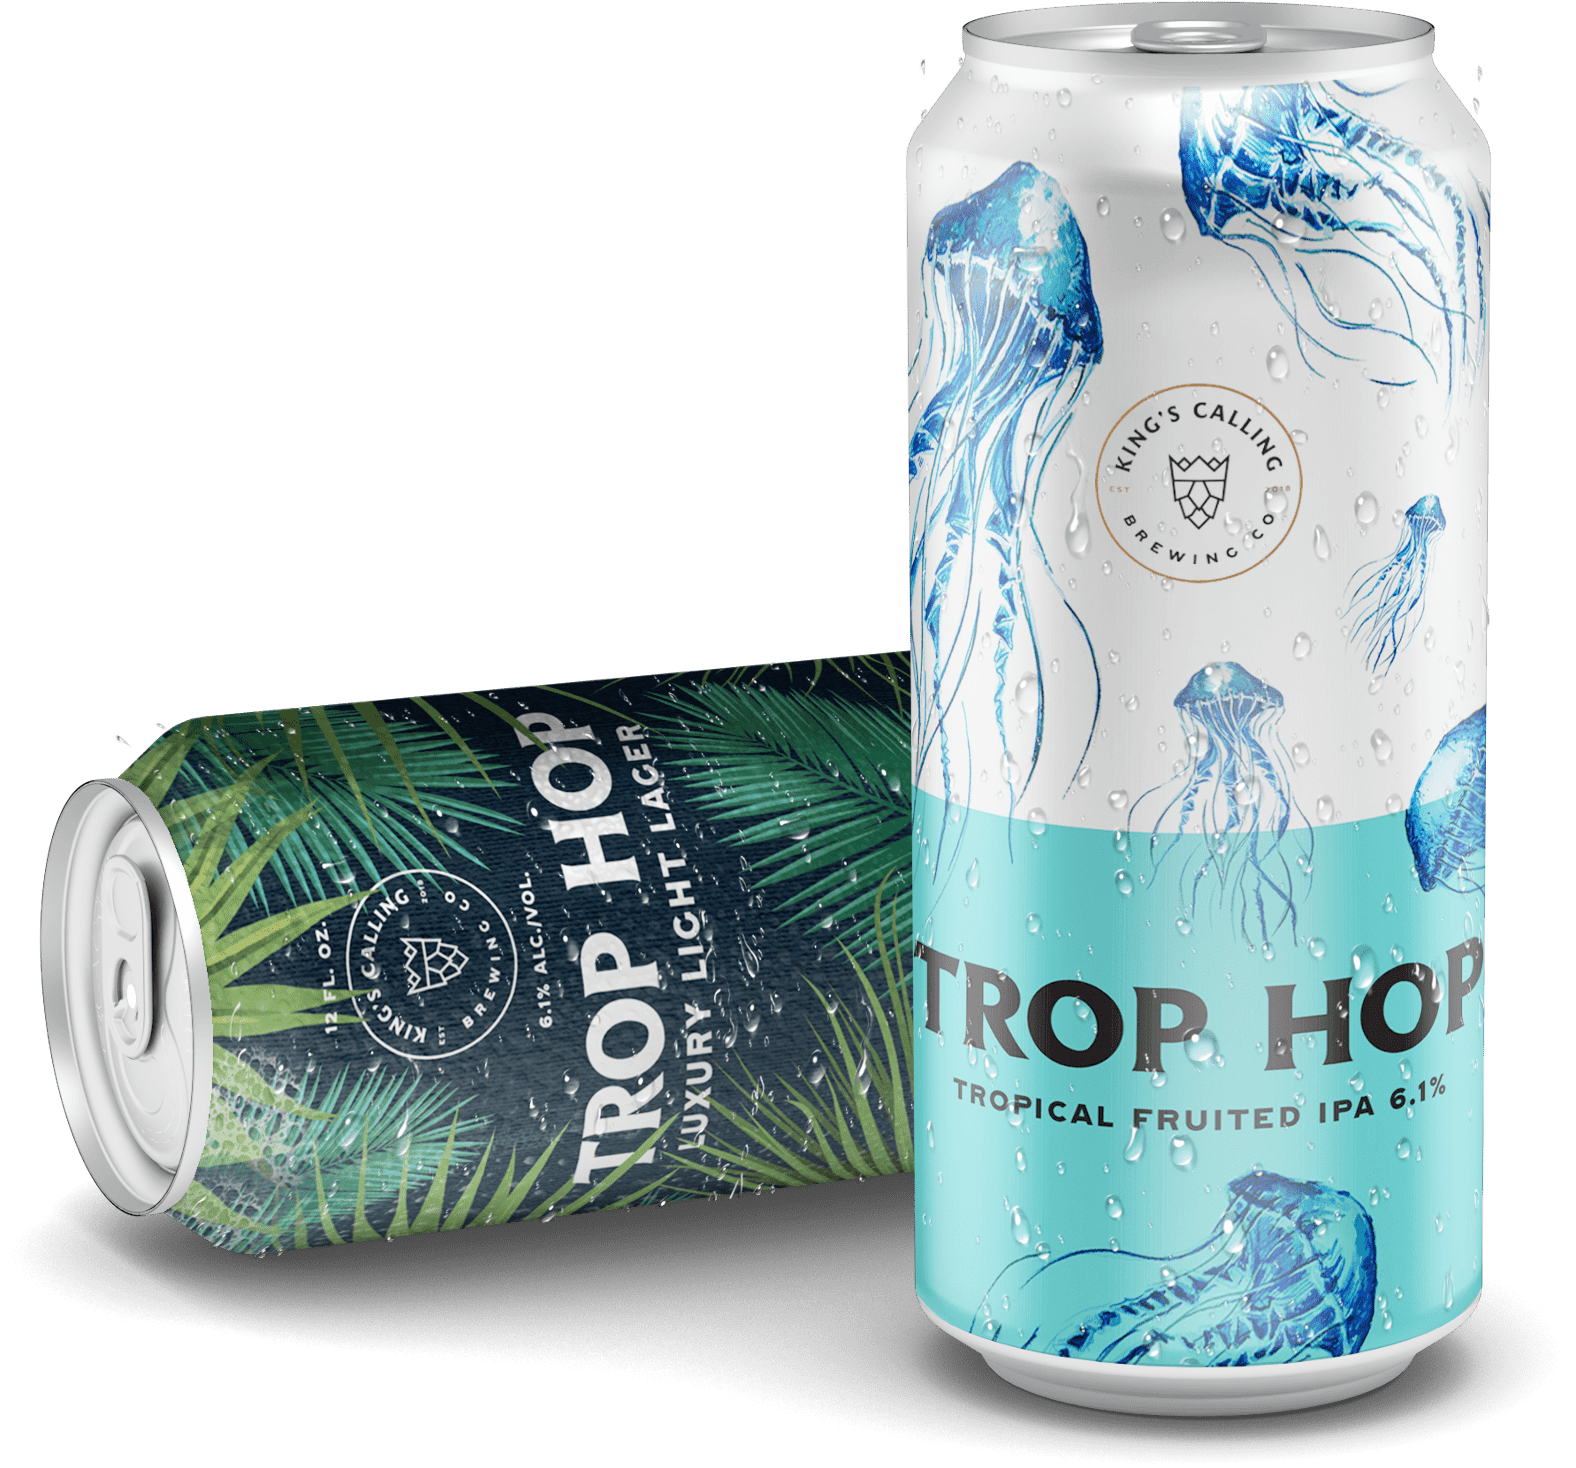 KING'S CALLING
EST 2018
BREWING CO
TROP HOP
TROPICAL FRUITED IPA 6.1%
12 FL. OZ.
KING'S CALLING
EST 2018
BREWING CO
6.1% ALC./VOL.
TROP HOP
LUXURY LIGHT LAGER